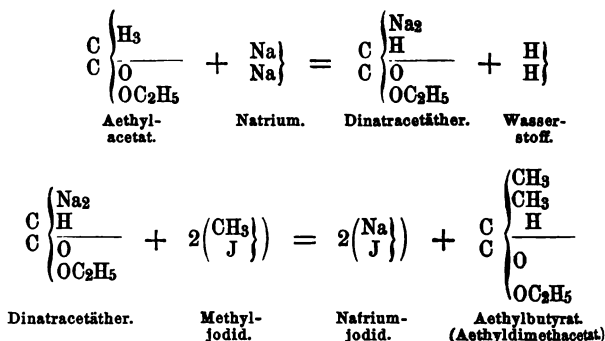 C { H3
C { O
OC2H5
+ Na
Na } =
C { Na2
H
C { O
OC2H5
+ H
H }
Aethyl-
acetat.
Natrium.
Dinatracetäther.
Wasser-
stoff.
C { Na2
H
C { O
OC2H5
+ 2 ( CH3
J } ) = 2 ( Na
J } ) +
C { CH3
CH3
H
C { O
OC2H5
Dinatracetäther.
Methyl-
jodid.
Natrium-
jodid.
Aethylbutyrat.
(Aethyldimethacetat.)